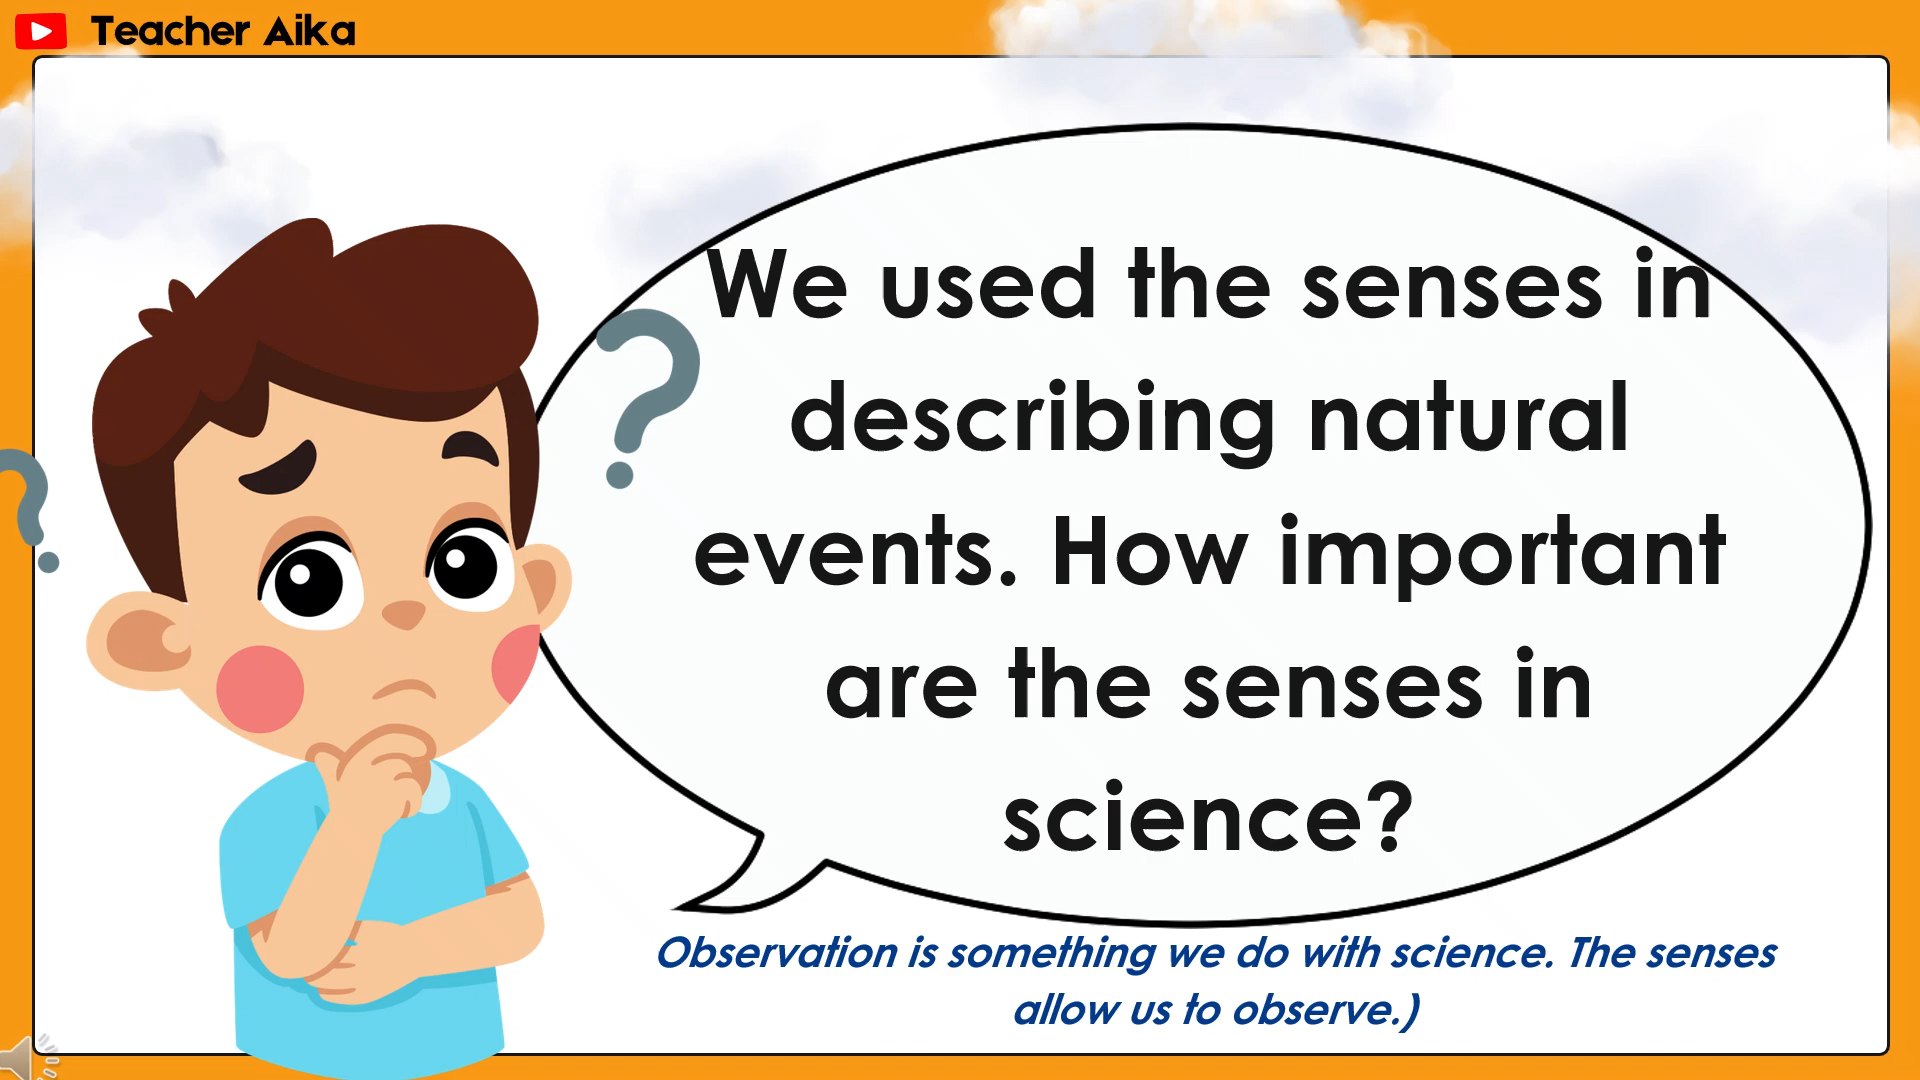 Teacher Aika
We used the senses in
describing natural
events. How important
are the senses in
science?
Observation is something we do with science. The senses
allow us to observe.)